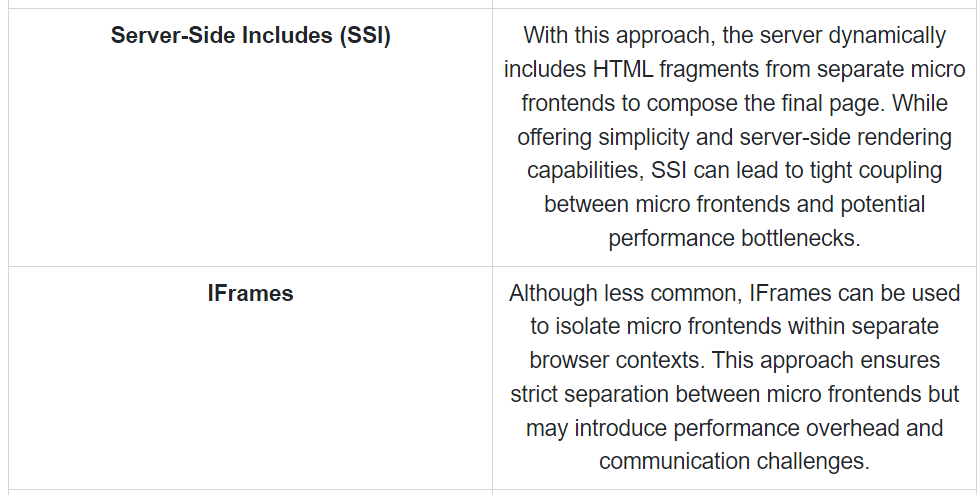 Server-Side Includes (SSI)
With this approach, the server dynamically
includes HTML fragments from separate micro
frontends to compose the final page. While
offering simplicity and server-side rendering
capabilities, SSI can lead to tight coupling
between micro frontends and potential
performance bottlenecks.
IFrames
Although less common, IFrames can be used
to isolate micro frontends within separate
browser contexts. This approach ensures
strict separation between micro frontends but
may introduce performance overhead and
communication challenges.